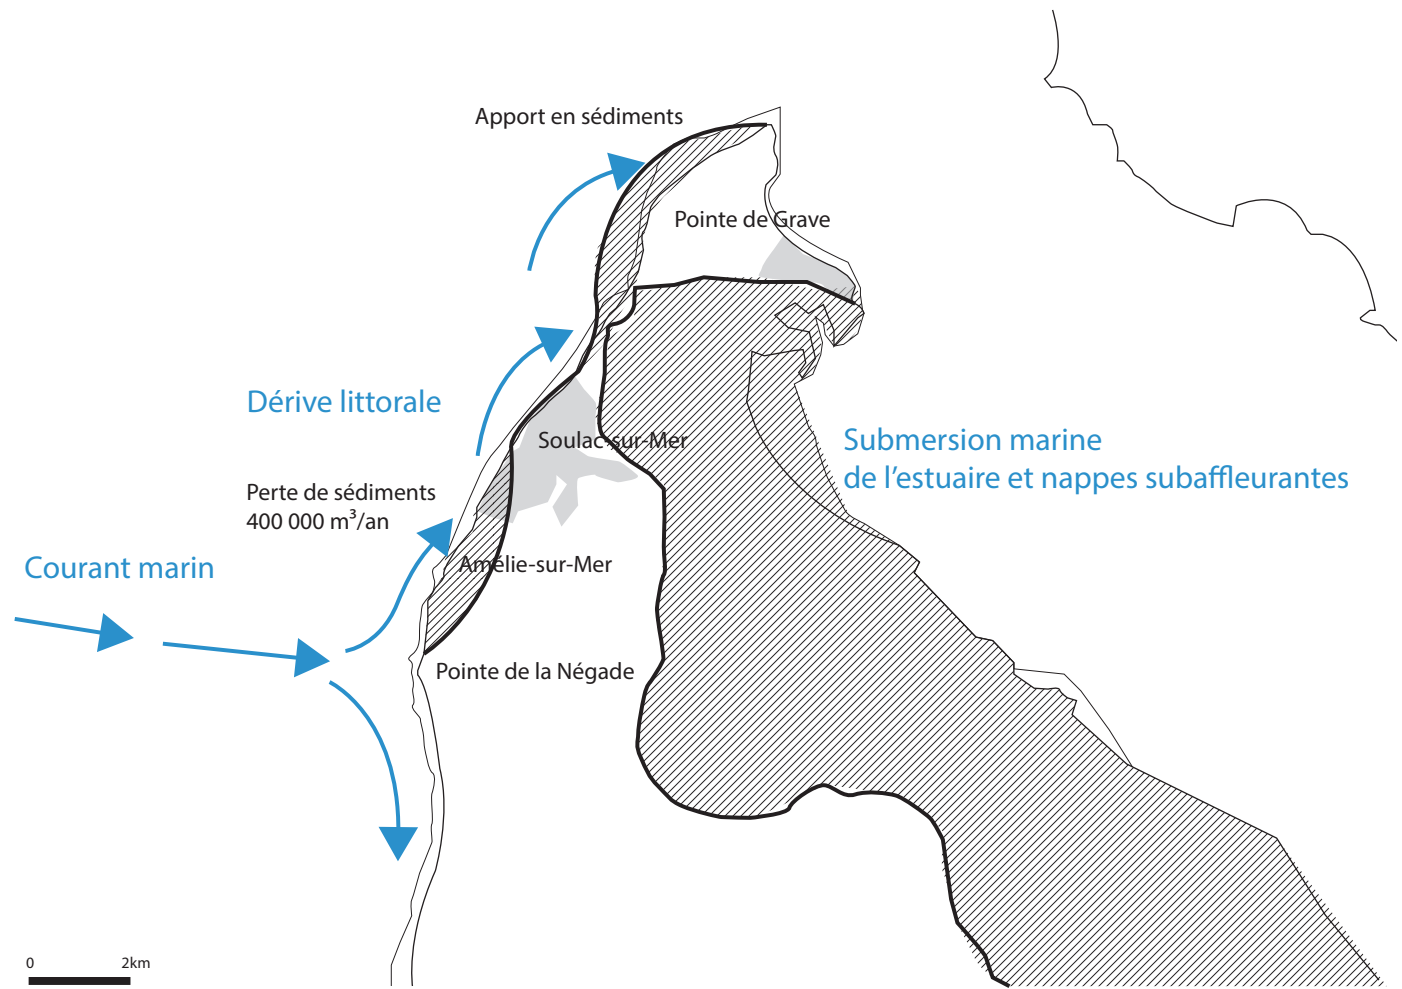 Apport en sédiments
Pointe de Grave
Dérive littorale
Soulac-sur-Mer
Submersion marine
de l’estuaire et nappes subaffleurantes
Perte de sédiments
400 000 m³/an
Courant marin
Amélie-sur-Mer
Pointe de la Négade
0 2km